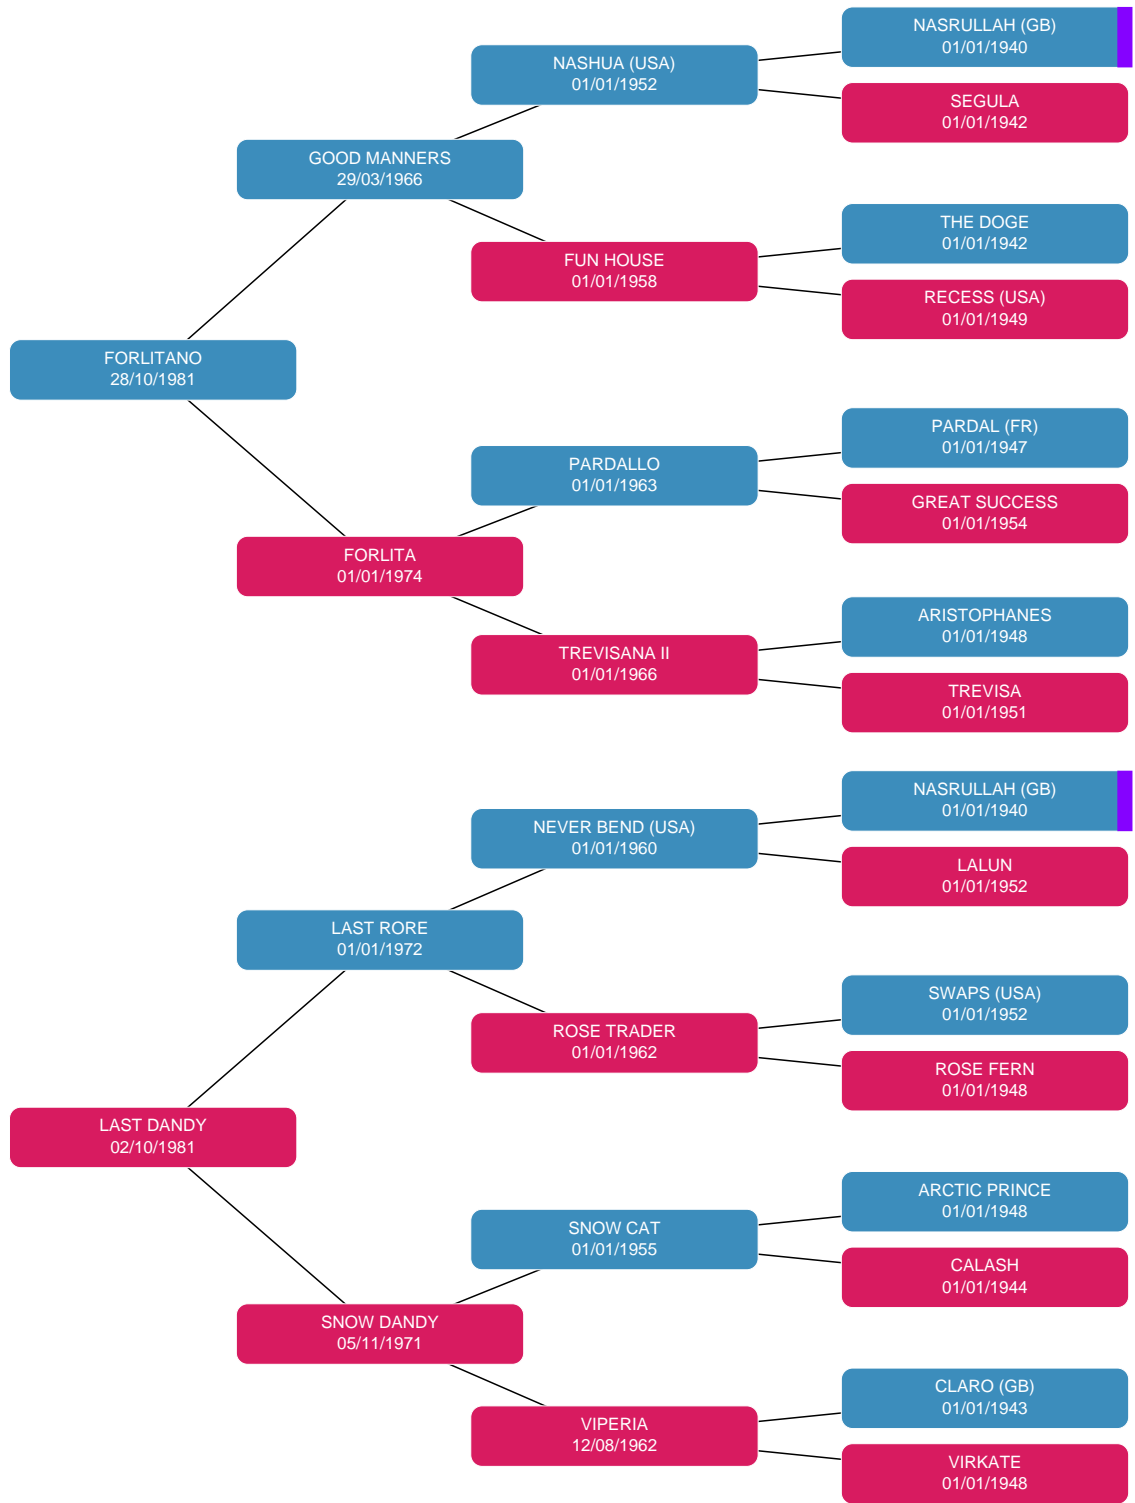 NASRULLAH (GB)
01/01/1940
NASHUA (USA)
01/01/1952
SEGULA
01/01/1942
GOOD MANNERS
29/03/1966
THE DOGE
01/01/1942
FUN HOUSE
01/01/1958
RECESS (USA)
01/01/1949
FORLITANO
28/10/1981
PARDAL (FR)
01/01/1947
PARDALLO
01/01/1963
GREAT SUCCESS
01/01/1954
FORLITA
01/01/1974
ARISTOPHANES
01/01/1948
TREVISANA II
01/01/1966
TREVISA
01/01/1951
NASRULLAH (GB)
01/01/1940
NEVER BEND (USA)
01/01/1960
LALUN
01/01/1952
LAST RORE
01/01/1972
SWAPS (USA)
01/01/1952
ROSE TRADER
01/01/1962
ROSE FERN
01/01/1948
LAST DANDY
02/10/1981
ARCTIC PRINCE
01/01/1948
SNOW CAT
01/01/1955
CALASH
01/01/1944
SNOW DANDY
05/11/1971
CLARO (GB)
01/01/1943
VIPERIA
12/08/1962
VIRKATE
01/01/1948